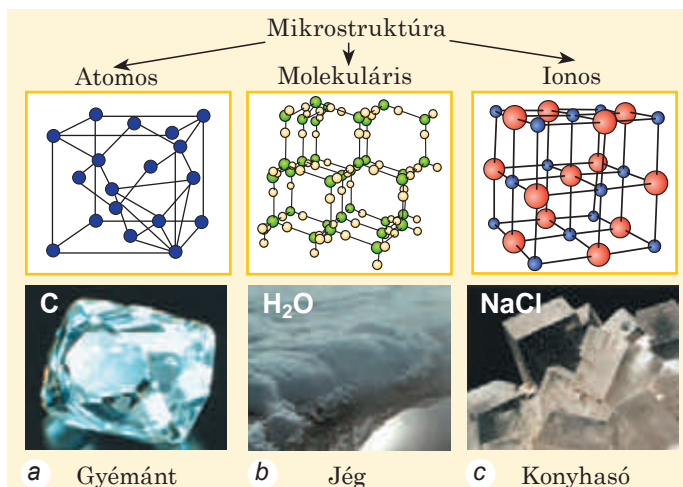 Mikrostruktúra
Atomos Molekuláris Ionos
C H₂O NaCl
a Gyémánt b Jég c Konyhasó